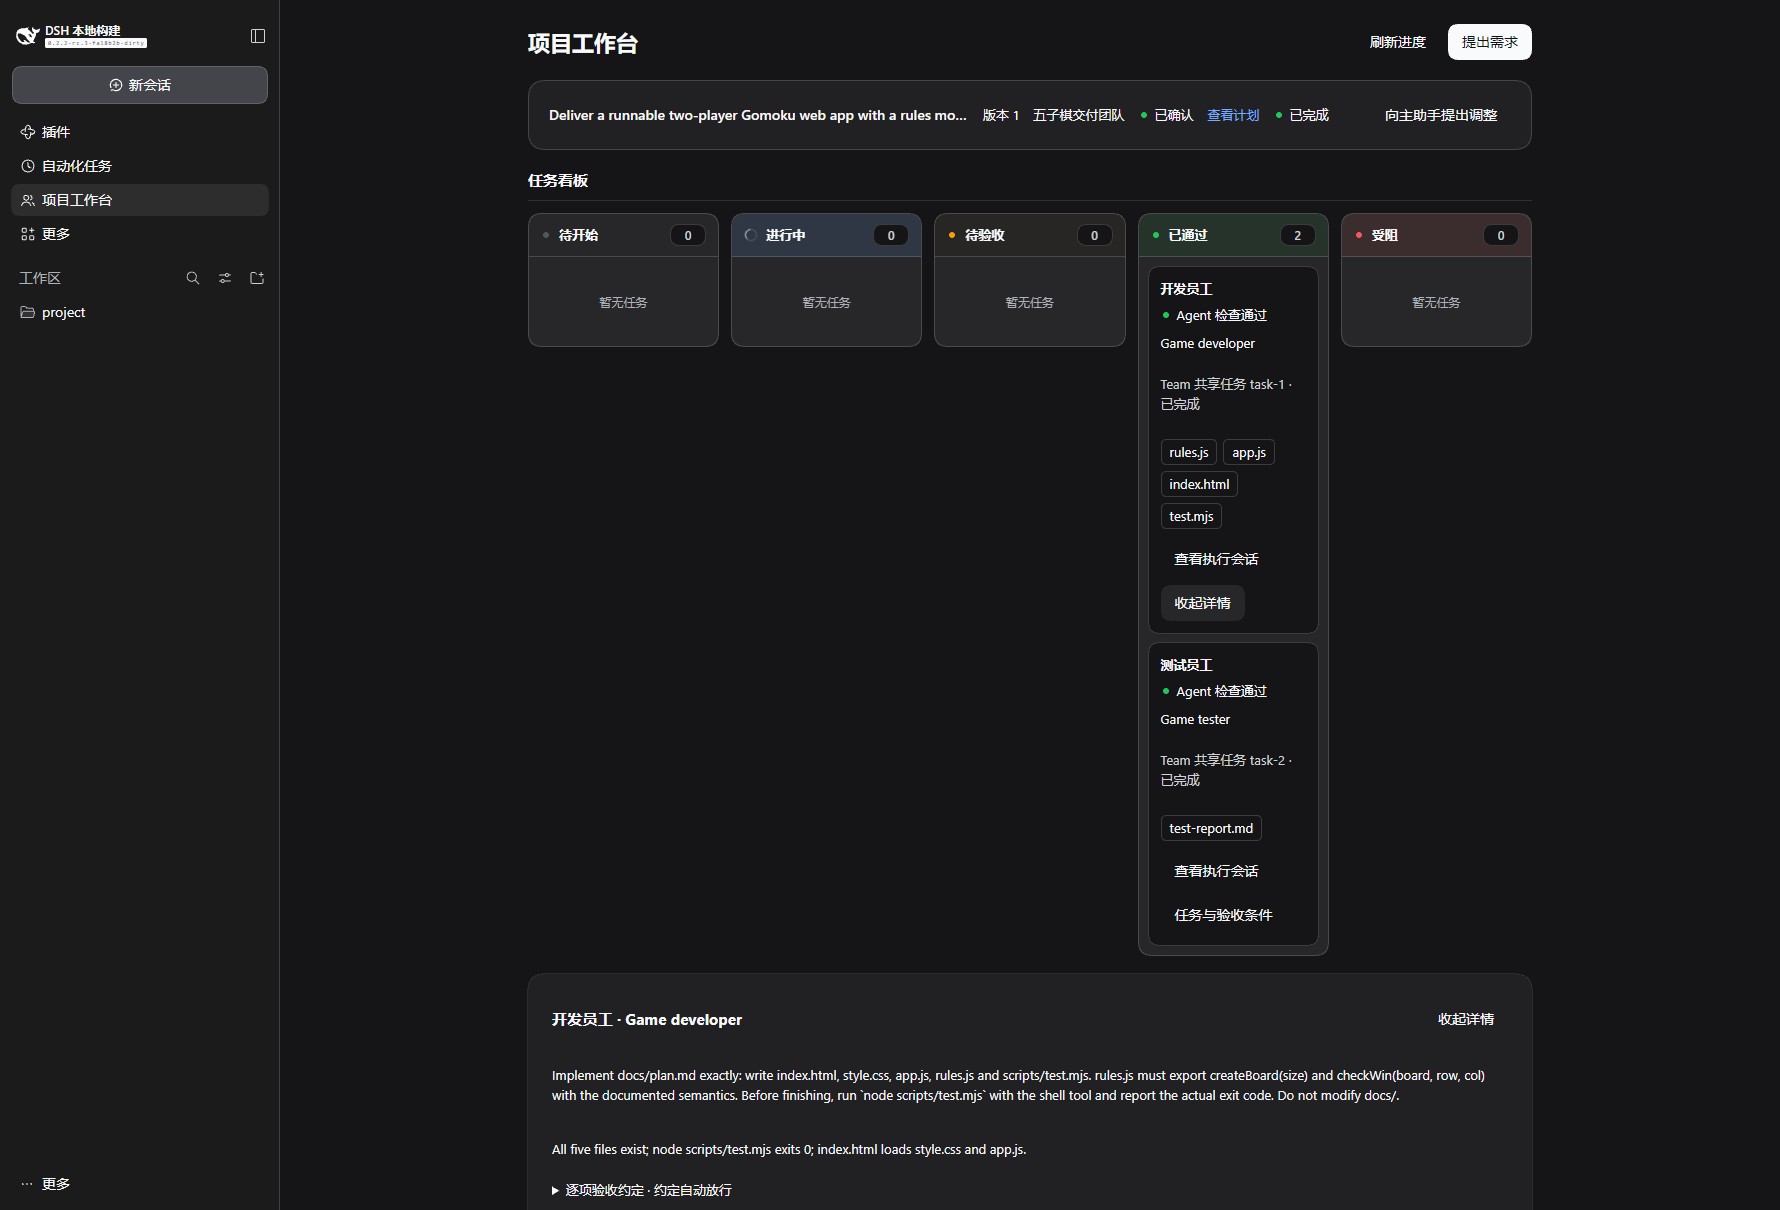 DSH 本地构建
0.2.2-rc.1-fa18b2b-dirty
新会话
插件
自动化任务
项目工作台
更多
工作区
project
更多
项目工作台
刷新进度
提出需求
Deliver a runnable two-player Gomoku web app with a rules mo... 版本 1 五子棋交付团队 已确认 查看计划 已完成 向主助手提出调整
任务看板
待开始 0
暂无任务
进行中 0
暂无任务
待验收 0
暂无任务
已通过 2
开发员工
Agent 检查通过
Game developer
Team 共享任务 task-1 ·
已完成
rules.js app.js
index.html
test.mjs
查看执行会话
收起详情
测试员工
Agent 检查通过
Game tester
Team 共享任务 task-2 ·
已完成
test-report.md
查看执行会话
任务与验收条件
受阻 0
暂无任务
开发员工 · Game developer
收起详情
Implement docs/plan.md exactly: write index.html, style.css, app.js, rules.js and scripts/test.mjs. rules.js must export createBoard(size) and checkWin(board, row, col)
with the documented semantics. Before finishing, run `node scripts/test.mjs` with the shell tool and report the actual exit code. Do not modify docs/.
All five files exist; node scripts/test.mjs exits 0; index.html loads style.css and app.js.
逐项验收约定 · 约定自动放行